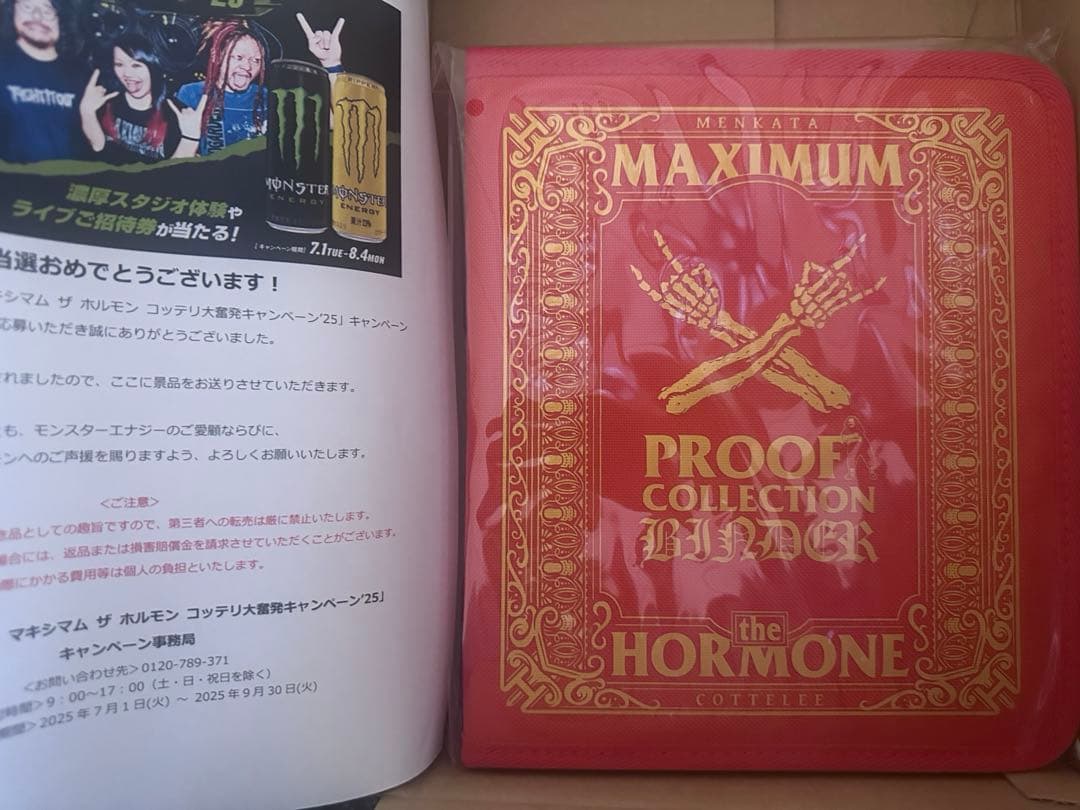 濃厚スタジオ体験や
ライブご招待券が当たる!
[キャンペーン期間] 7.1TUE-8.4MON
MONSTER
ENERGY
RIPPER
MONSTER
ENERGY
当選おめでとうございます!
キシマム ザ ホルモン コッテリ大奮発キャンペーン'25」キャンペーン
応募いただき誠にありがとうございました。
されましたので、ここに景品をお送りさせていただきます。
とも、モンスターエナジーのご愛顧ならびに、
ンへのご声援を賜りますよう、よろしくお願いいたします。
<ご注意>
念品としての趣旨ですので、第三者への転売は厳に禁止いたします。
場合には、返品または損害賠償金を請求させていただくことがございます。
際にかかる費用等は個人の負担といたします。
マキシマム ザ ホルモン コッテリ大奮発キャンペーン'25」
キャンペーン事務局
<お問い合わせ先>0120-789-371
時間>9:00~17:00(土・日・祝日を除く)
期間>2025年7月1日(火) ~ 2025年9月30日(火)
MENKATA
MAXIMUM
PROOF
COLLECTION
BINDER
the
HORMONE
COTTELEE